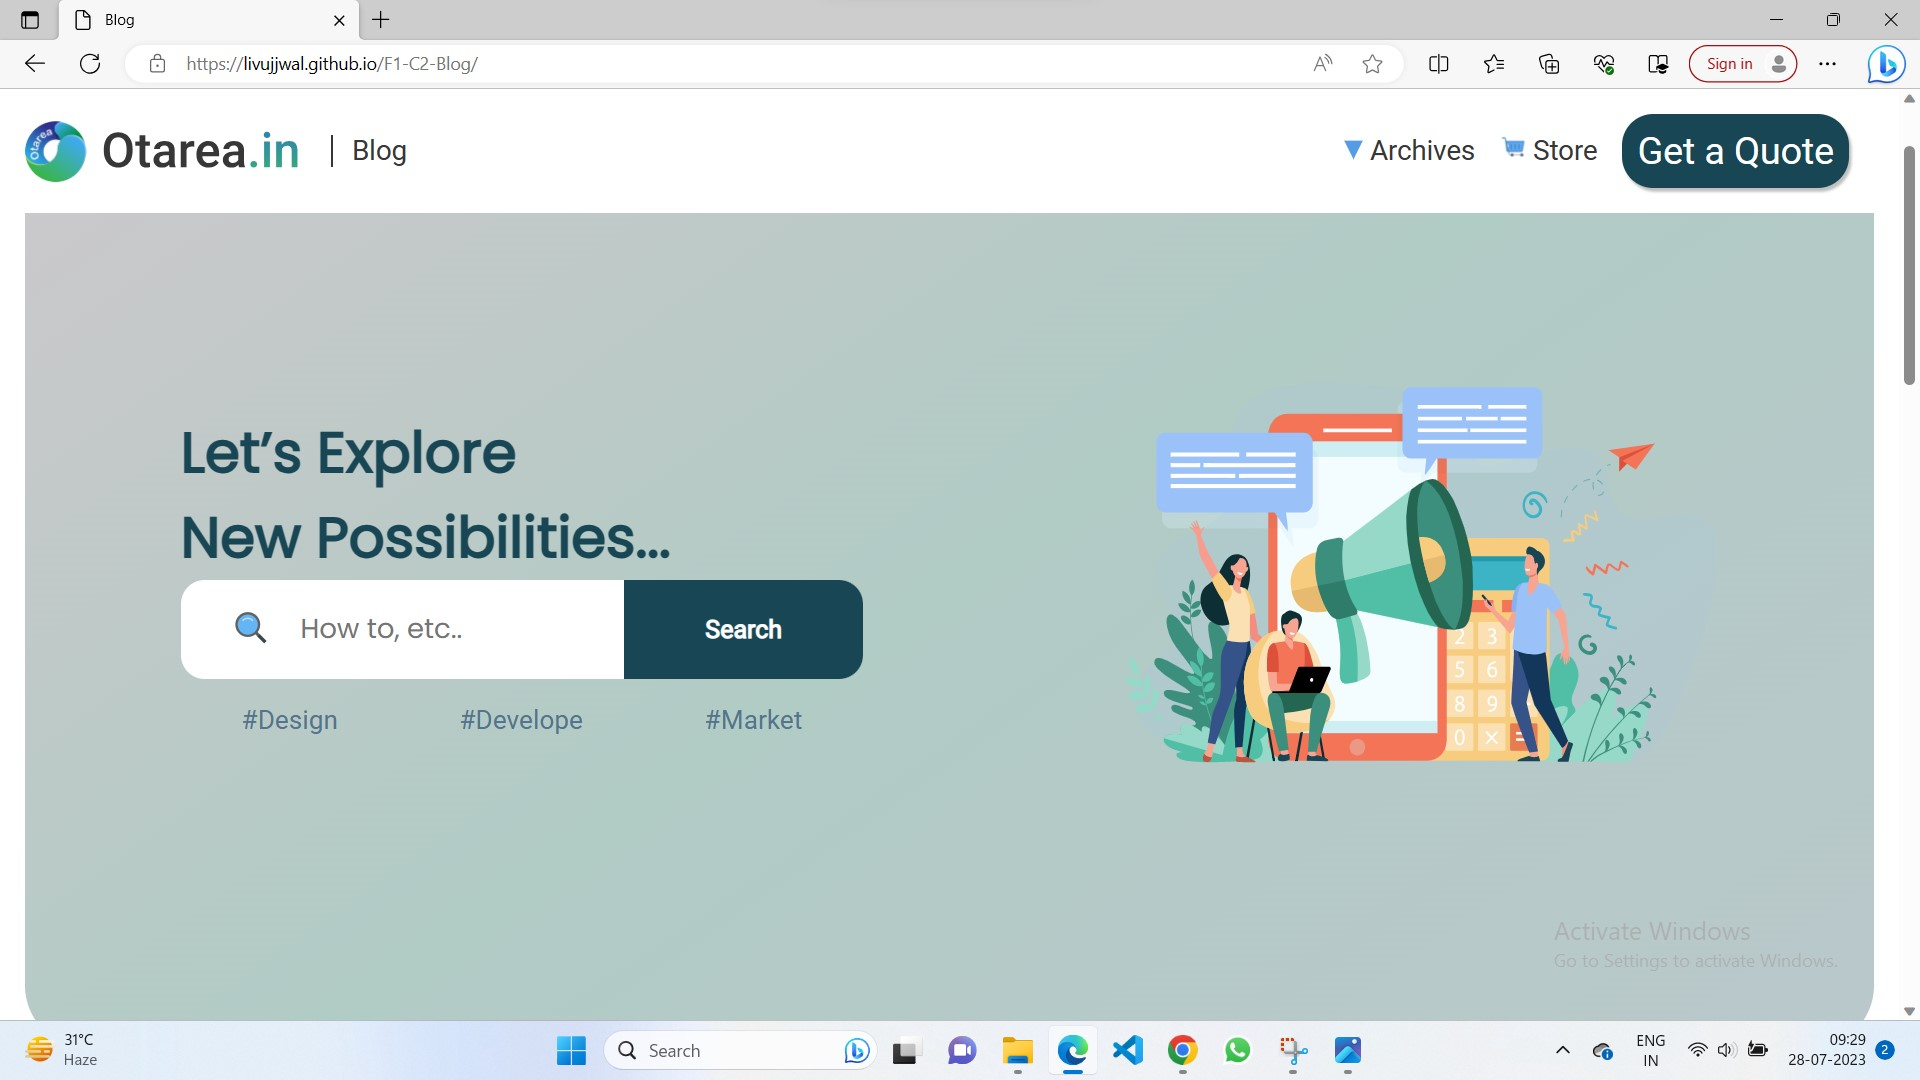 Blog
https://livujjwal.github.io/F1-C2-Blog/
Sign in
Otarea
Otarea.in
Blog
Archives
Store
Get a Quote
Let’s Explore
New Possibilities...
How to, etc..
Search
#Design
#Develope
#Market
2 3
5 6
8 9
0 × =
Activate Windows
Go to Settings to activate Windows.
31°C
Haze
Search
ENG
IN
09:29
28-07-2023
2